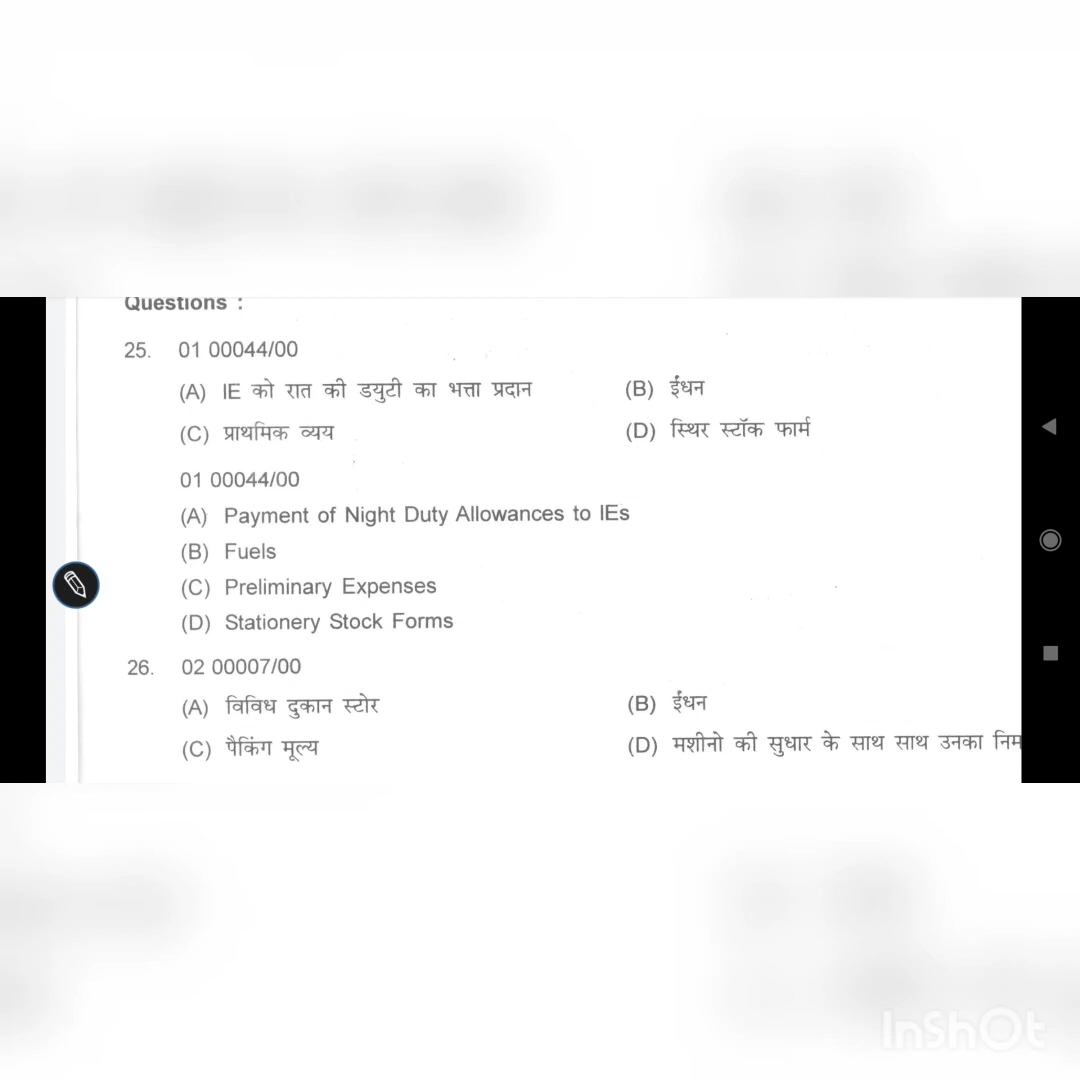 Questions :
25. 01 00044/00
(A) IE को रात की डयुटी का भत्ता प्रदान (B) ईंधन
(C) प्राथमिक व्यय (D) स्थिर स्टॉक फार्म
01 00044/00
(A) Payment of Night Duty Allowances to IEs
(B) Fuels
(C) Preliminary Expenses
(D) Stationery Stock Forms
26. 02 00007/00
(A) विविध दुकान स्टोर (B) ईंधन
(C) पैकिंग मूल्य (D) मशीनो की सुधार के साथ साथ उनका
InShOt